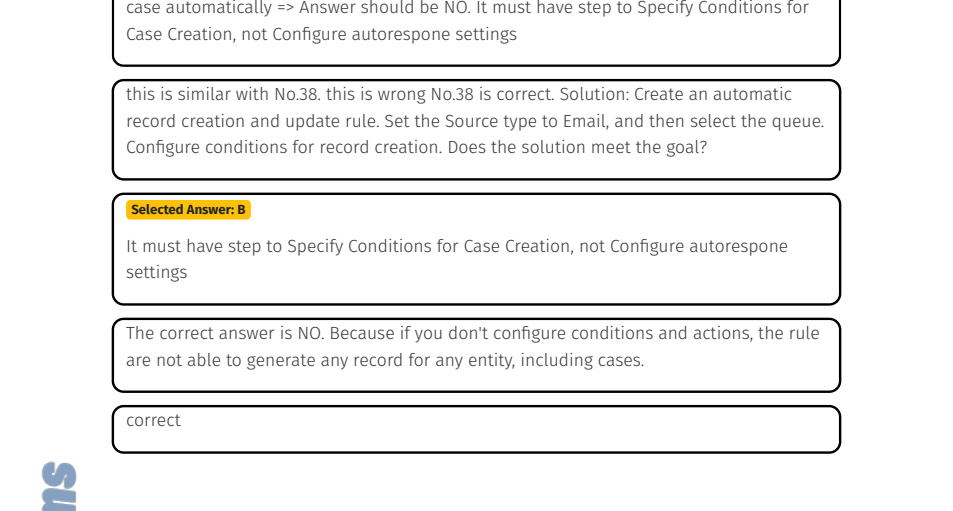 case automatically => Answer should be NO. It must have step to Specify Conditions for
Case Creation, not Configure autorespone settings
this is similar with No.38. this is wrong No.38 is correct. Solution: Create an automatic
record creation and update rule. Set the Source type to Email, and then select the queue.
Configure conditions for record creation. Does the solution meet the goal?
Selected Answer: B
It must have step to Specify Conditions for Case Creation, not Configure autorespone
settings
The correct answer is NO. Because if you don't configure conditions and actions, the rule
are not able to generate any record for any entity, including cases.
correct
ms